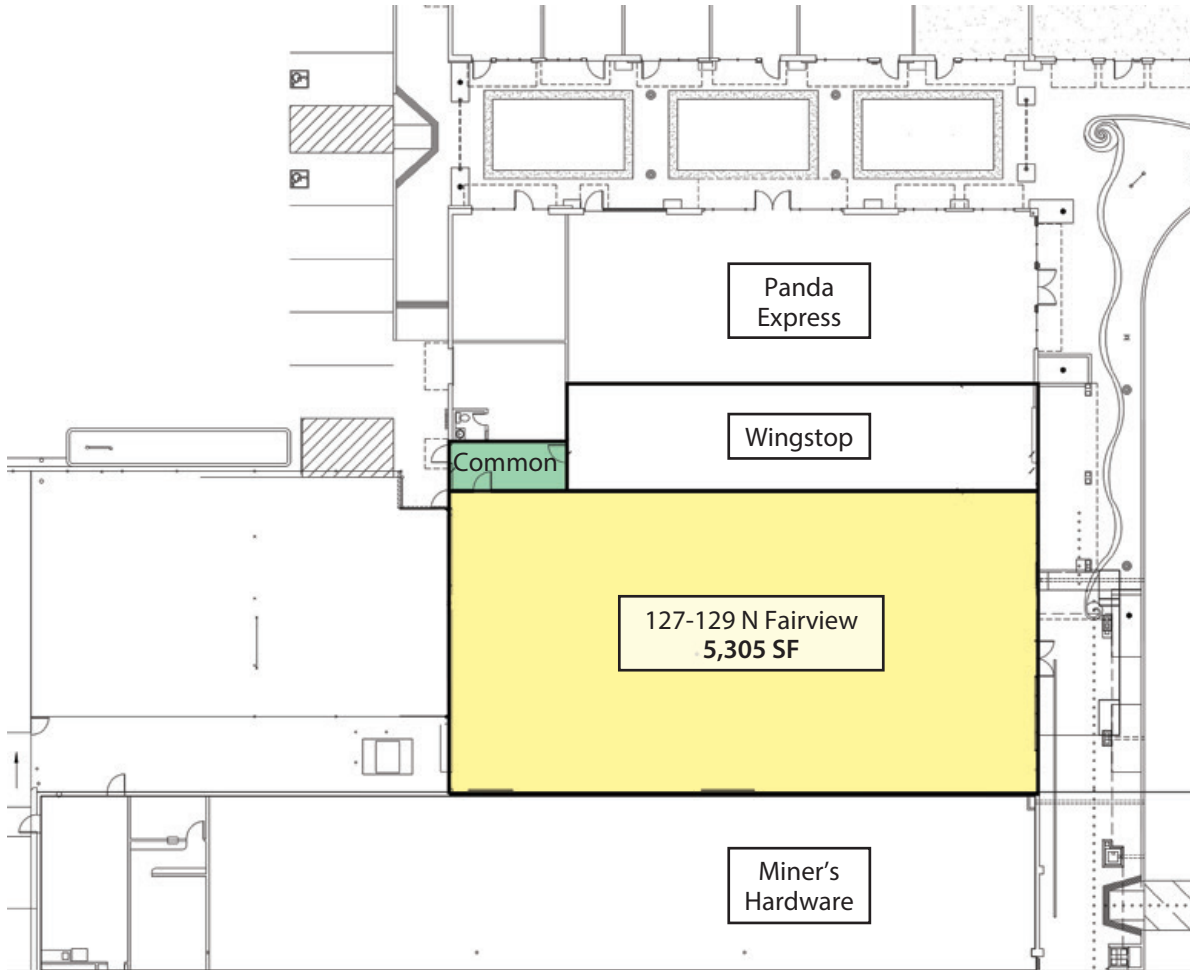 Panda
Express
Wingstop
Common
127-129 N Fairview
5,305 SF
Miner's
Hardware